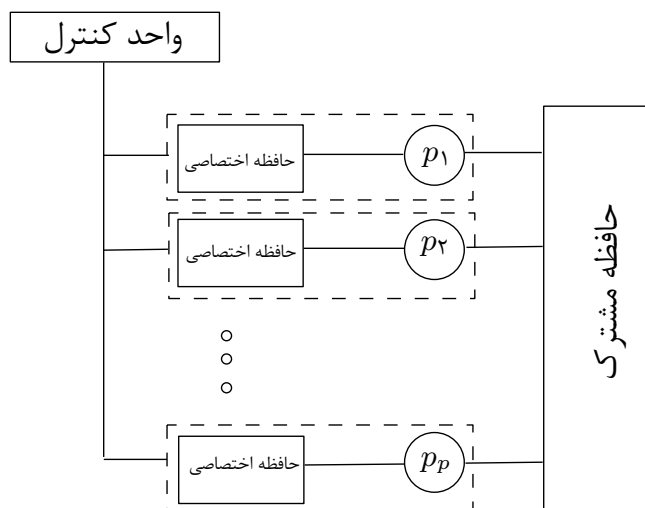 واحد کنترل
حافظه اختصاصی
p۱
حافظه اختصاصی
p۲
حافظه اختصاصی
pp
حافظه مشترک